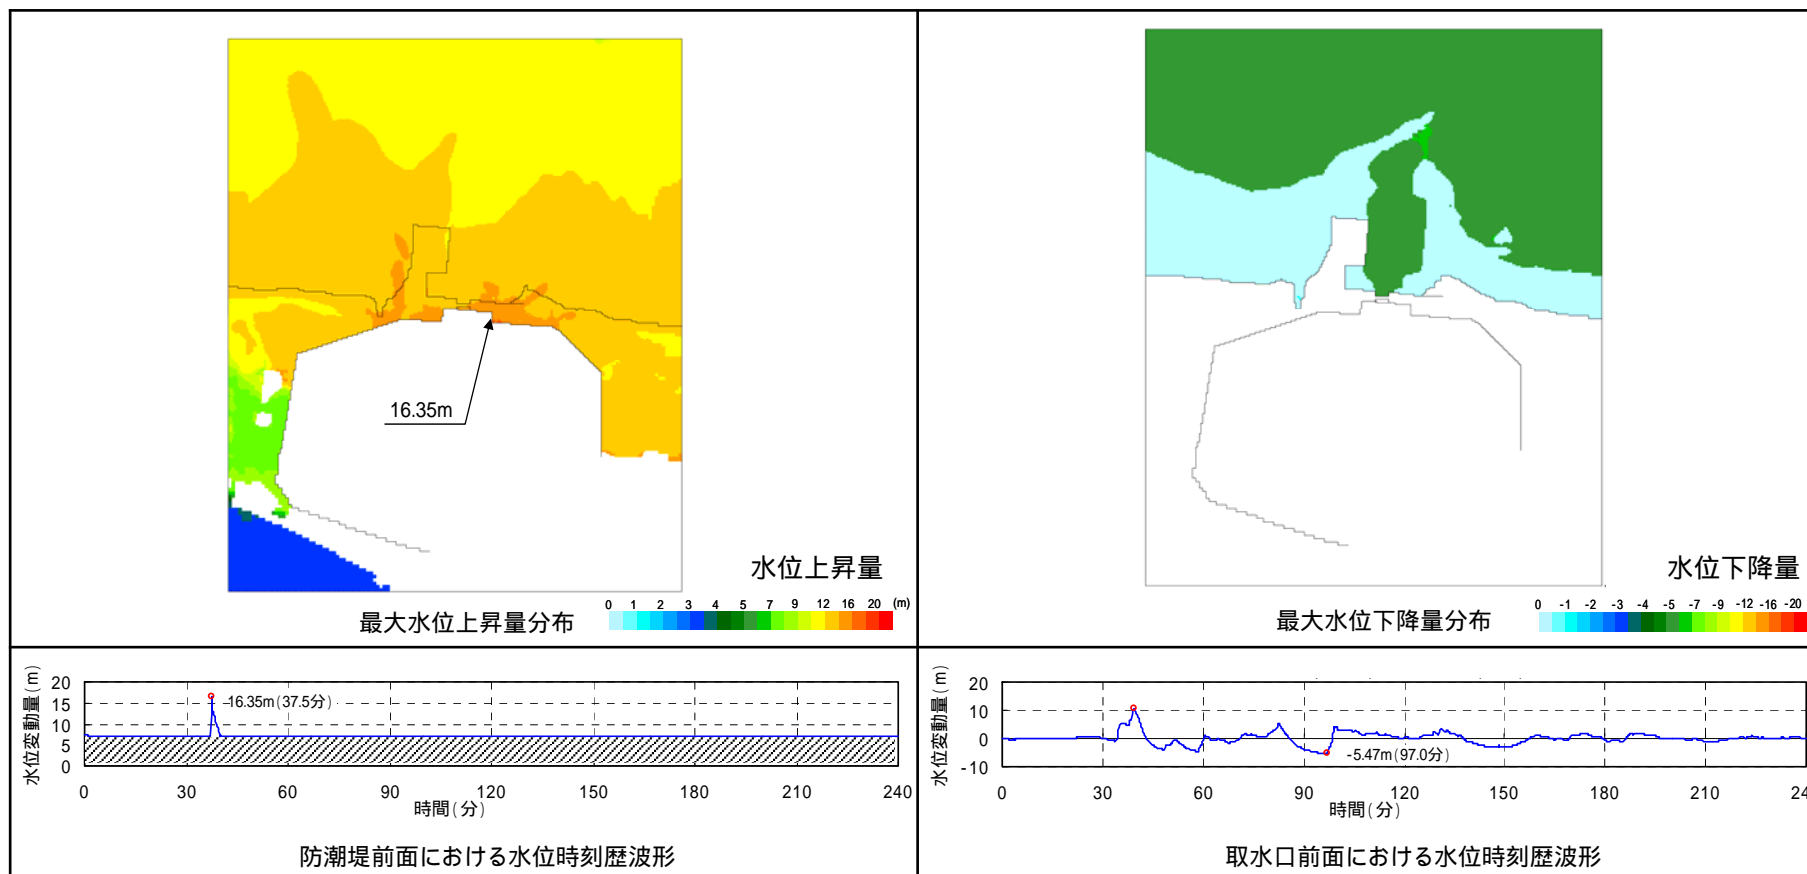 16.35m
水位上昇量
最大水位上昇量分布
0 1 2 3 4 5 7 9 12 16 20 (m)
水位下降量
最大水位下降量分布
0 -1 -2 -3 -4 -5 -7 -9 -12 -16 -20
水位変動量(m)
20
15
10
5
0
16.35m(37.5分)
0 30 60 90 120 150 180 210 240
時間(分)
防潮堤前面における水位時刻歴波形
水位変動量(m)
20
10
0
-10
-5.47m(97.0分)
0 30 60 90 120 150 180 210 24
時間(分)
取水口前面における水位時刻歴波形